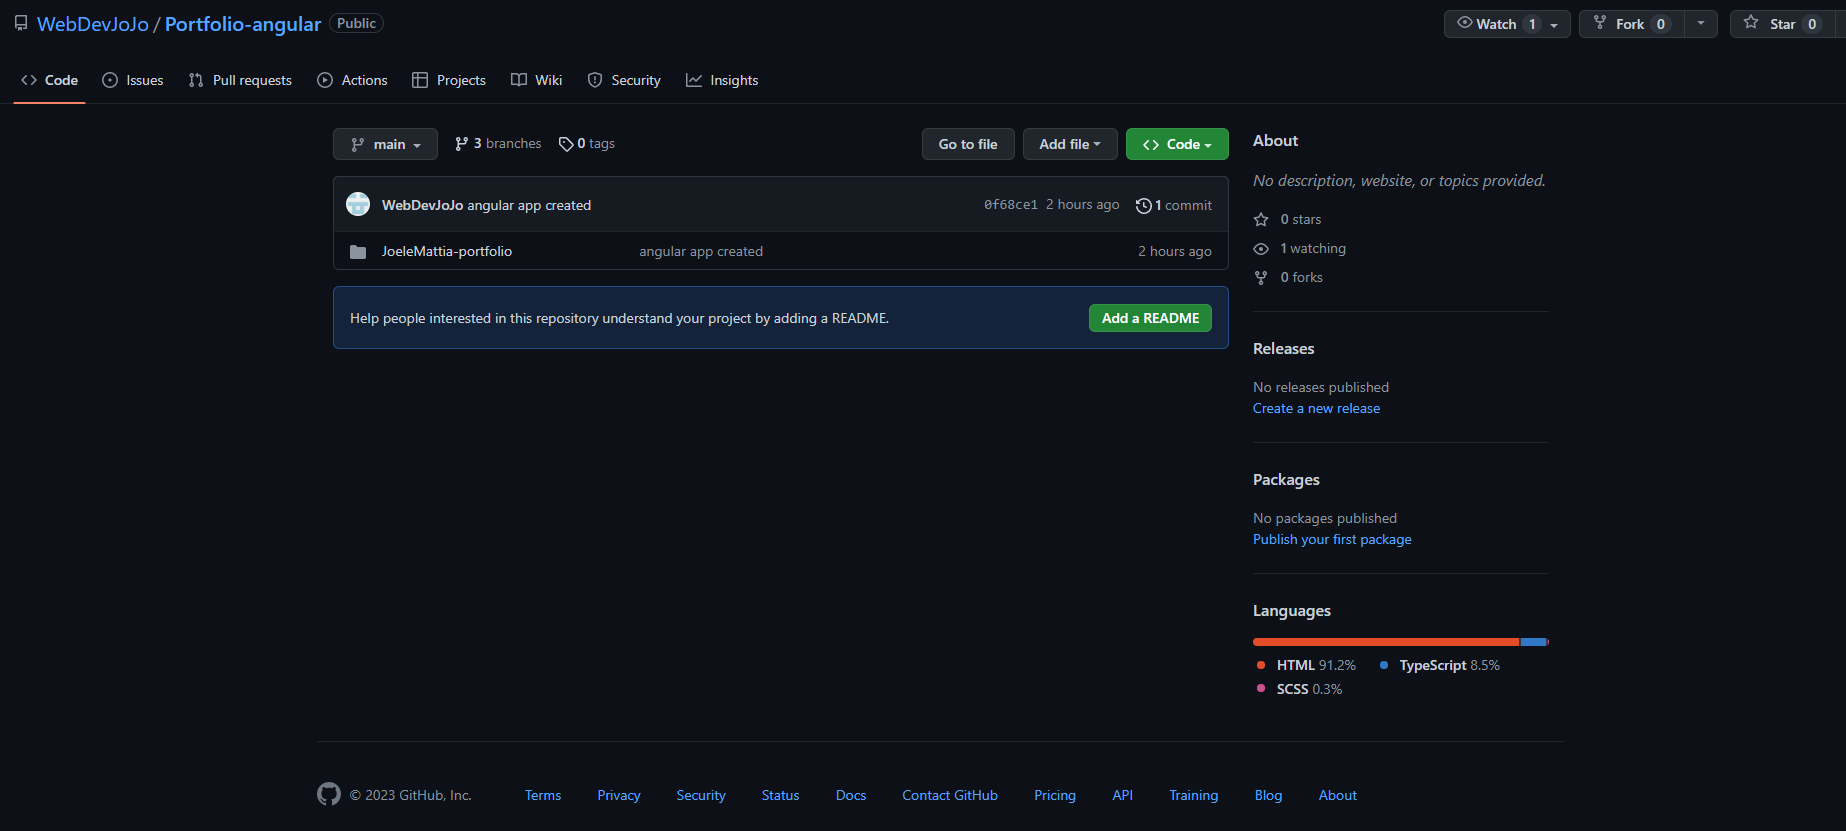 WebDevJoJo / Portfolio-angular Public
Watch 1 Fork 0 Star 0
Code Issues Pull requests Actions Projects Wiki Security Insights
main 3 branches 0 tags Go to file Add file Code
WebDevJoJo angular app created 0f68ce1 2 hours ago 1 commit
JoeleMattia-portfolio angular app created 2 hours ago
Help people interested in this repository understand your project by adding a README. Add a README
About
No description, website, or topics provided.
0 stars
1 watching
0 forks
Releases
No releases published
Create a new release
Packages
No packages published
Publish your first package
Languages
HTML 91.2% TypeScript 8.5%
SCSS 0.3%
© 2023 GitHub, Inc. Terms Privacy Security Status Docs Contact GitHub Pricing API Training Blog About